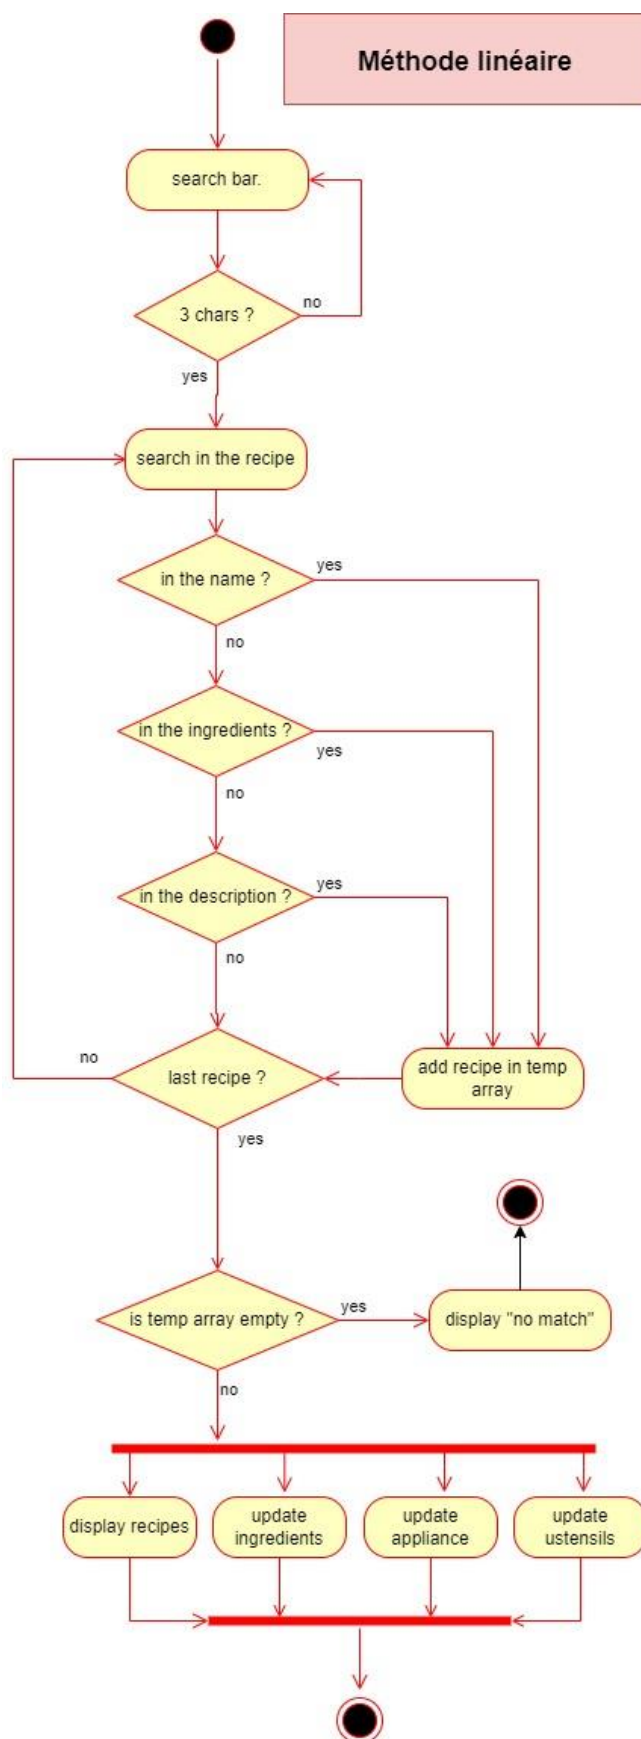 Méthode linéaire
search bar.
3 chars ?
no
yes
search in the recipe
in the name ?
yes
no
in the ingredients ?
yes
no
in the description ?
yes
no
last recipe ?
no
add recipe in temp
array
yes
is temp array empty ?
yes
display "no match"
no
display recipes
update
ingredients
update
appliance
update
ustensils